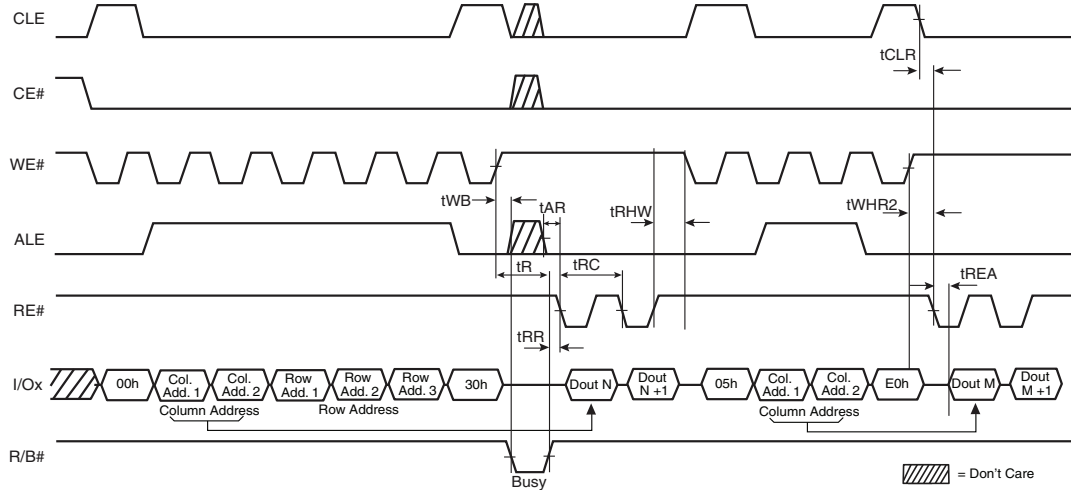 CLE
tCLR
CE#
WE#
tWB
tAR
tRHW
tWHR2
ALE
tR
tRC
tREA
RE#
tRR
I/Ox
00h
Col. Add. 1
Col. Add. 2
Row Add. 1
Row Add. 2
Row Add. 3
30h
Dout N
Dout N +1
05h
Col. Add. 1
Col. Add. 2
E0h
Dout M
Dout M +1
Column Address
Row Address
Column Address
R/B#
Busy
= Don't Care